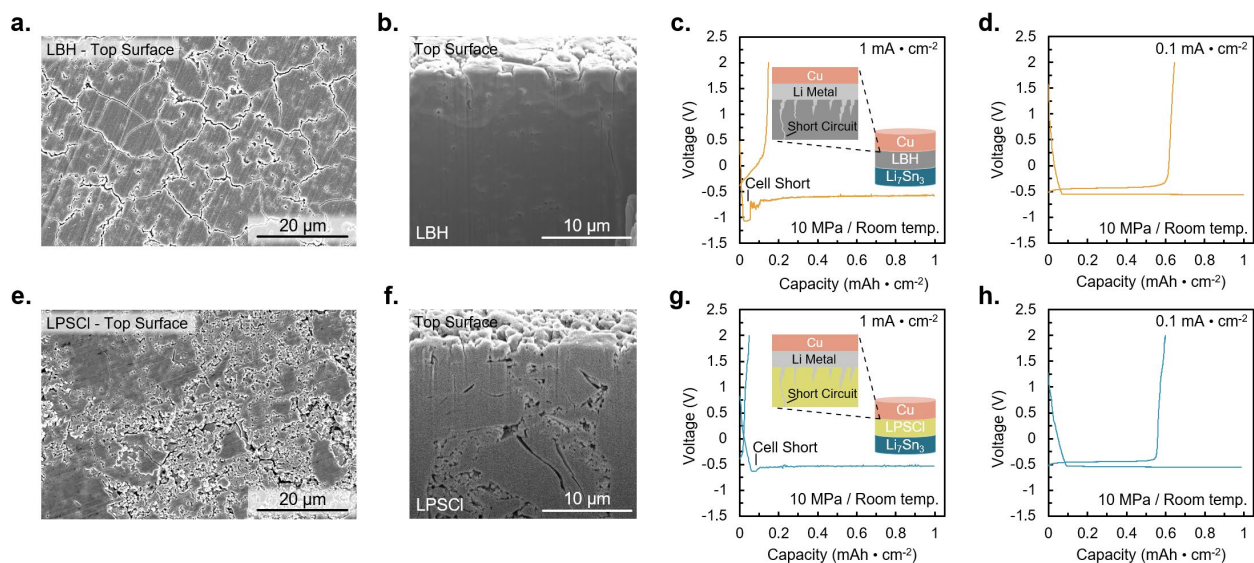 a.
LBH - Top Surface
20 µm
b.
Top Surface
LBH
10 µm
c.
2.5
2
1.5
1
0.5
0
-0.5
-1
-1.5
Voltage (V)
1 mA • cm-2
Cu
Li Metal
Short Circuit
Cu
LBH
Li7Sn3
Cell Short
10 MPa / Room temp.
0 0.2 0.4 0.6 0.8 1
Capacity (mAh • cm-2)
d.
2.5
2
1.5
1
0.5
0
-0.5
-1
-1.5
Voltage (V)
0.1 mA • cm-2
10 MPa / Room temp.
0 0.2 0.4 0.6 0.8 1
Capacity (mAh • cm-2)
e.
LPSCl - Top Surface
20 µm
f.
Top Surface
LPSCl
10 µm
g.
2.5
2
1.5
1
0.5
0
-0.5
-1
-1.5
Voltage (V)
1 mA • cm-2
Cu
Li Metal
Short Circuit
Cu
LPSCl
Li7Sn3
Cell Short
10 MPa / Room temp.
0 0.2 0.4 0.6 0.8 1
Capacity (mAh • cm-2)
h.
2.5
2
1.5
1
0.5
0
-0.5
-1
-1.5
Voltage (V)
0.1 mA • cm-2
10 MPa / Room temp.
0 0.2 0.4 0.6 0.8 1
Capacity (mAh • cm-2)